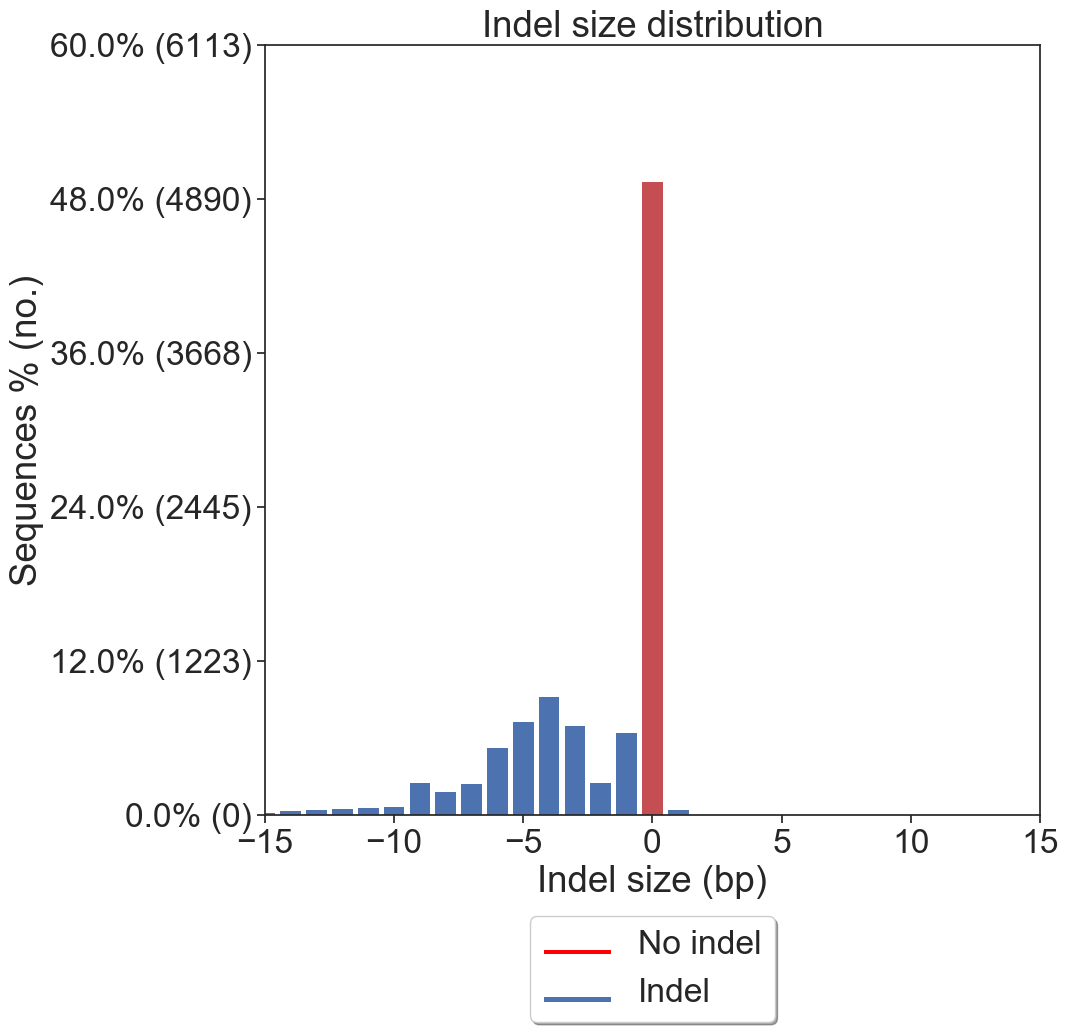 Indel size distribution
60.0% (6113)
48.0% (4890)
36.0% (3668)
24.0% (2445)
12.0% (1223)
0.0% (0)
Sequences % (no.)
−15 −10 −5 0 5 10 15
Indel size (bp)
No indel
Indel